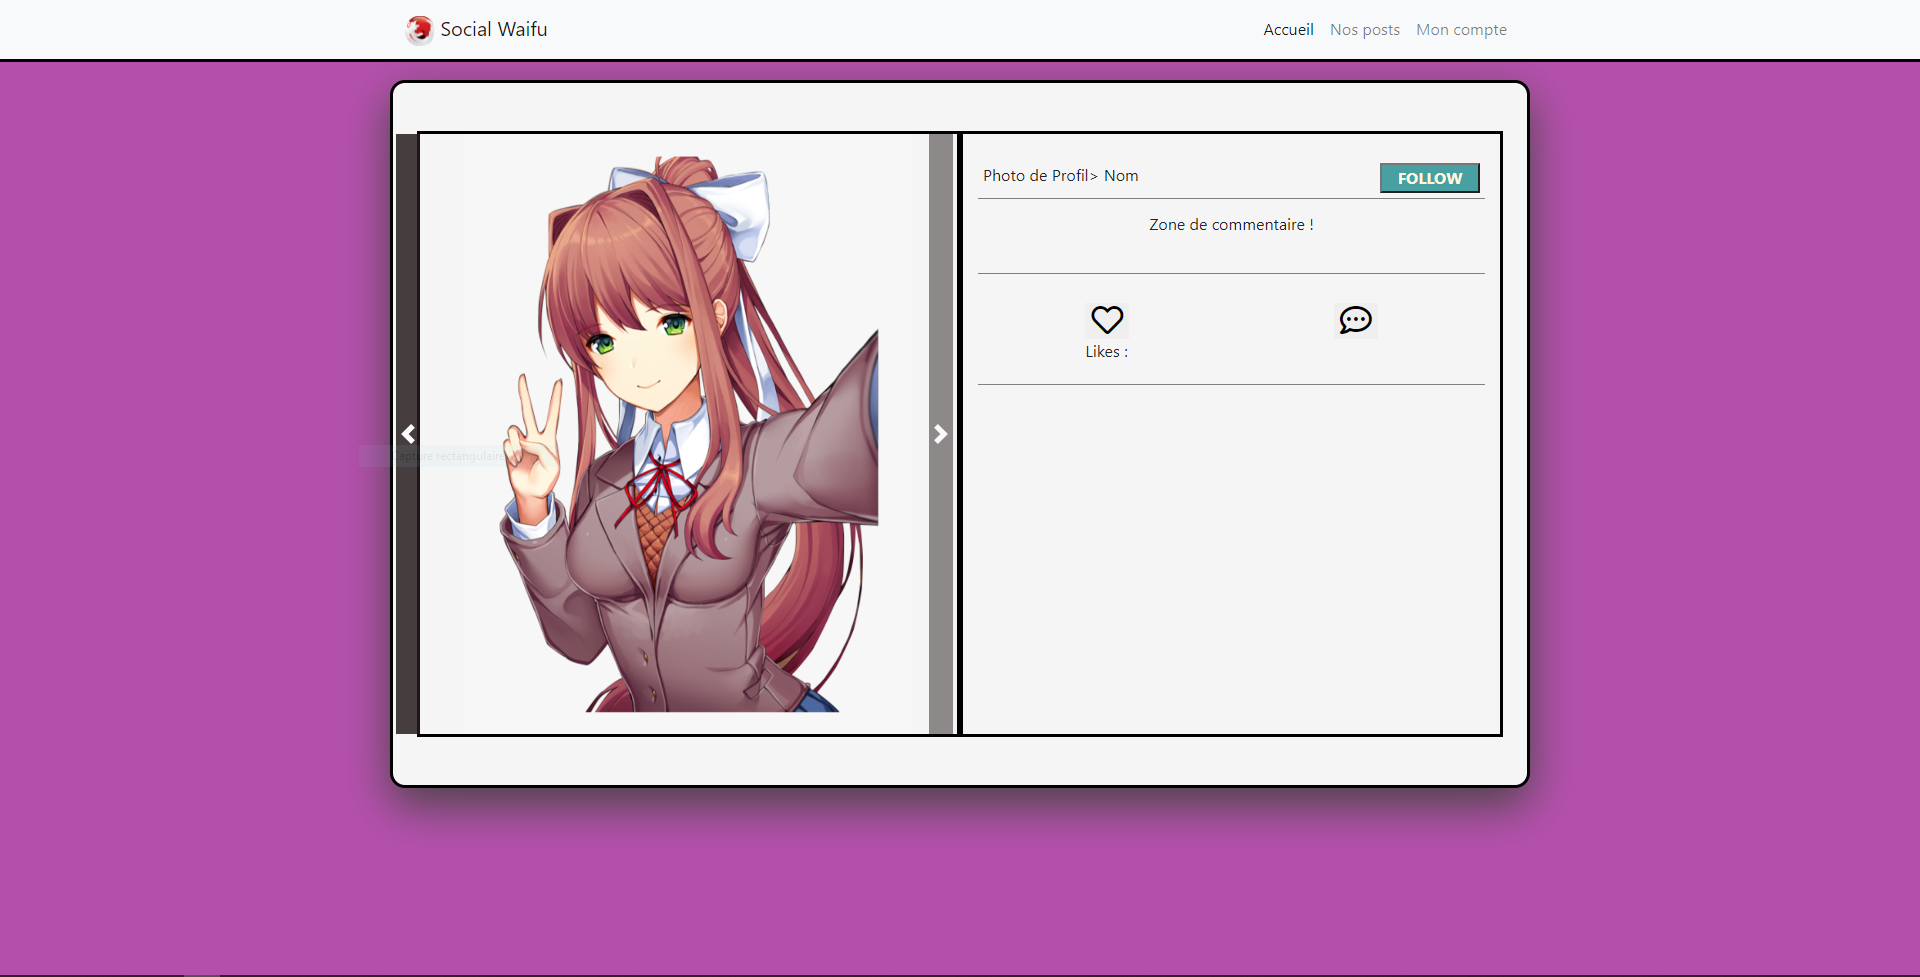 Social Waifu
Accueil Nos posts Mon compte
Photo de Profil> Nom
FOLLOW
Zone de commentaire !
Likes :
Capture rectangulaire